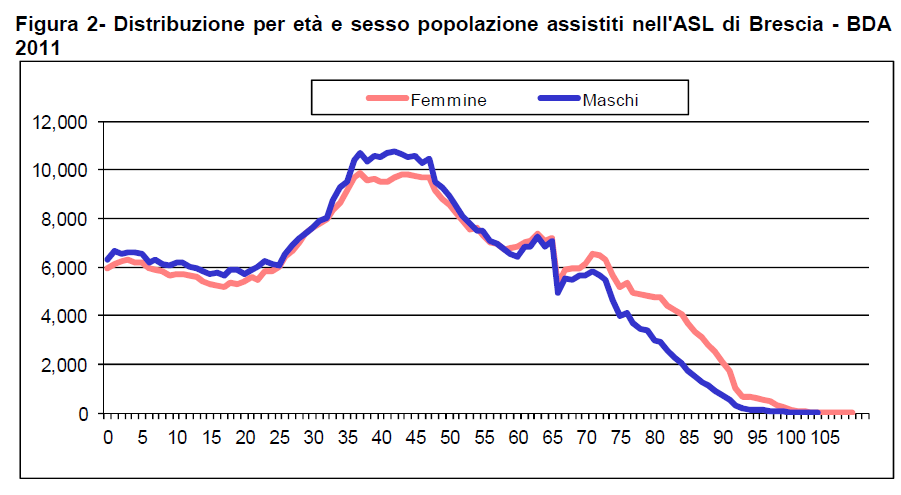 Figura 2- Distribuzione per età e sesso popolazione assistiti nell'ASL di Brescia - BDA
2011
Femmine Maschi
12,000
10,000
8,000
6,000
4,000
2,000
0
0 5 10 15 20 25 30 35 40 45 50 55 60 65 70 75 80 85 90 95 100 105